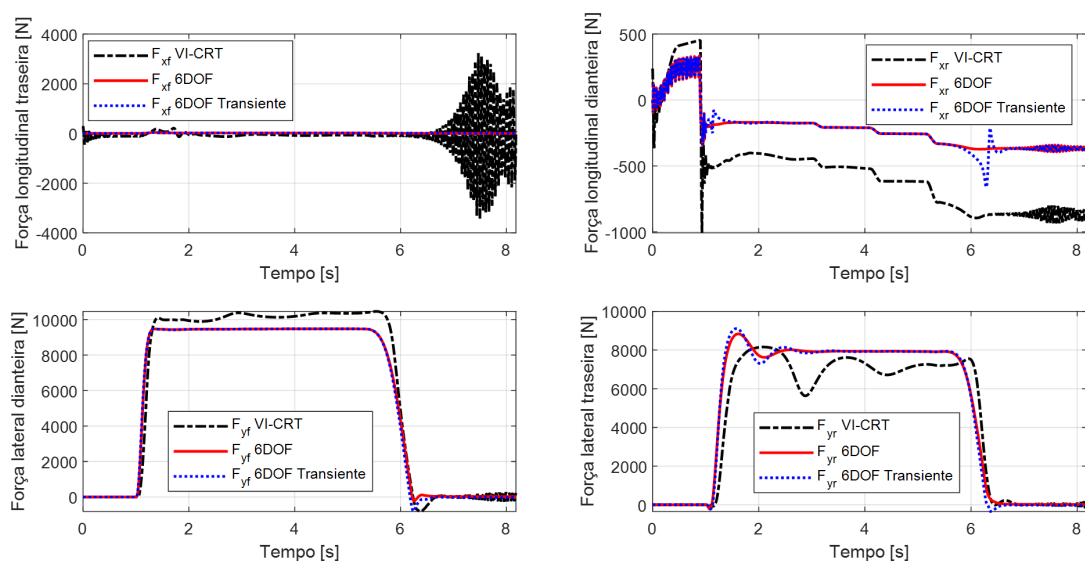 Força longitudinal traseira [N]
4000
2000
0
-2000
-4000
F_xf VI-CRT
F_xf 6DOF
F_xf 6DOF Transiente
0 2 4 6 8
Tempo [s]
Força longitudinal dianteira [N]
500
0
-500
-1000
F_xr VI-CRT
F_xr 6DOF
F_xr 6DOF Transiente
0 2 4 6 8
Tempo [s]
Força lateral dianteira [N]
10000
8000
6000
4000
2000
0
F_yf VI-CRT
F_yf 6DOF
F_yf 6DOF Transiente
0 2 4 6 8
Tempo [s]
Força lateral traseira [N]
10000
8000
6000
4000
2000
0
F_yr VI-CRT
F_yr 6DOF
F_yr 6DOF Transiente
0 2 4 6 8
Tempo [s]